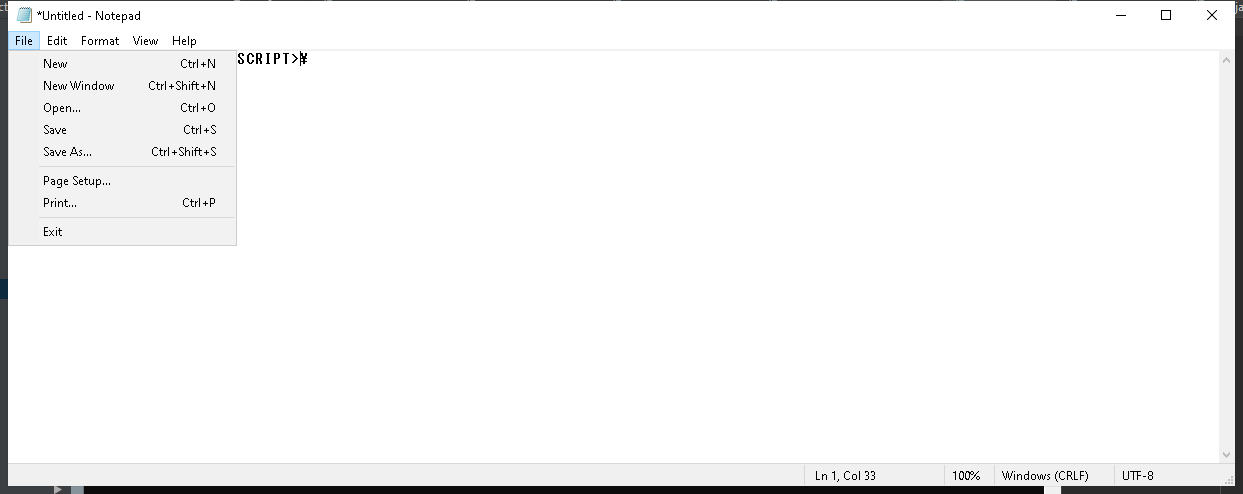 *Untitled - Notepad
File Edit Format View Help
SCRIPT>¥
New Ctrl+N
New Window Ctrl+Shift+N
Open... Ctrl+O
Save Ctrl+S
Save As... Ctrl+Shift+S
Page Setup...
Print... Ctrl+P
Exit
Ln 1, Col 33 100% Windows (CRLF) UTF-8